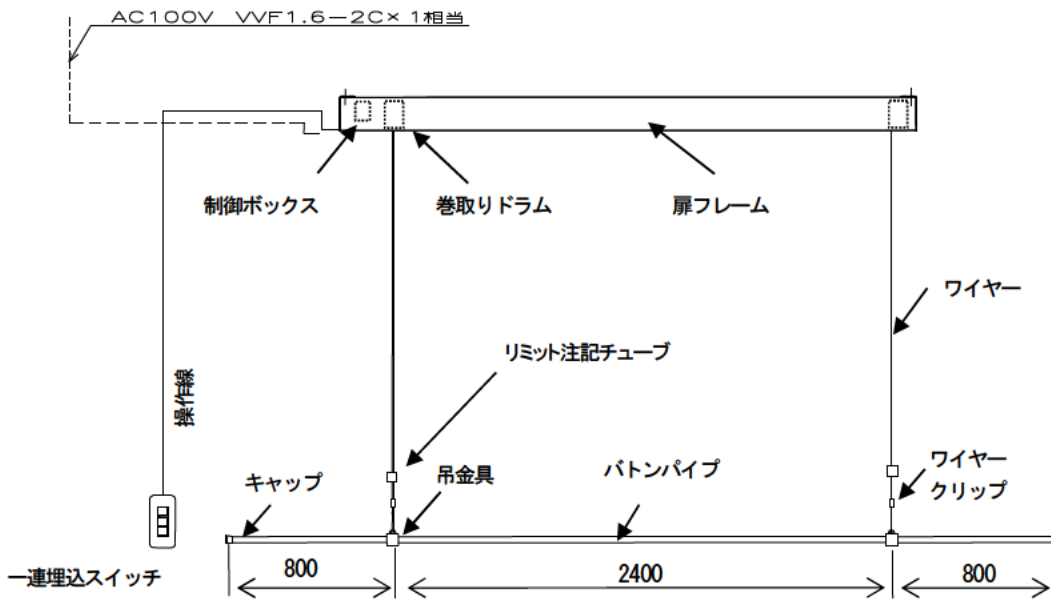 AC100V VVF1.6－2C×1相当
制御ボックス
巻取りドラム
扉フレーム
ワイヤー
リミット注記チューブ
操作線
キャップ
吊金具
バトンパイプ
ワイヤー
クリップ
一連埋込スイッチ
800
2400
800